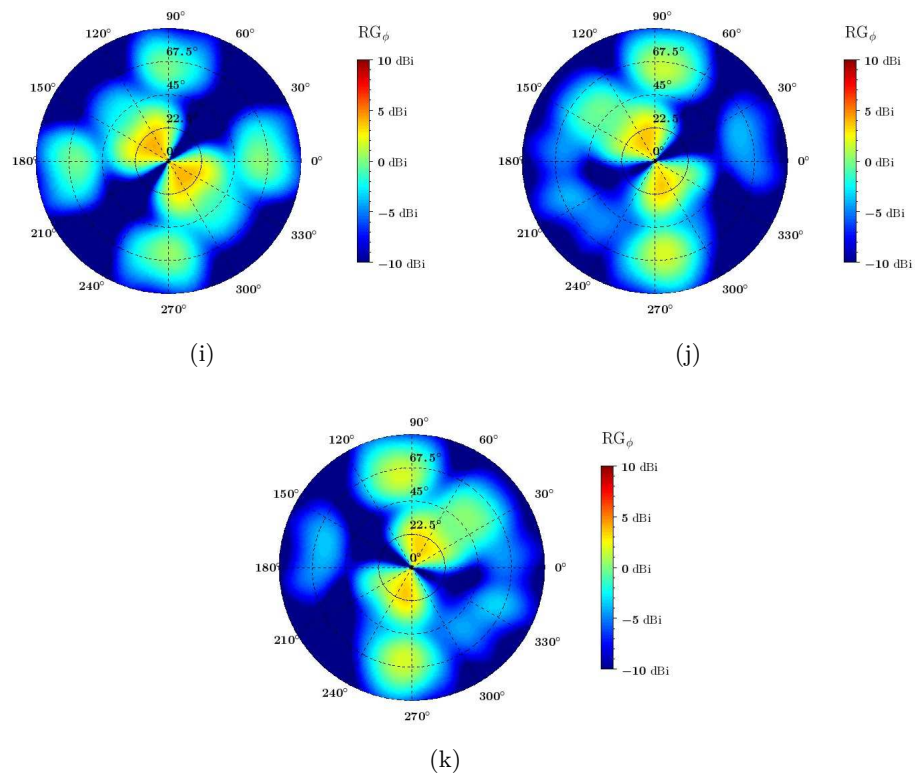 90°
120° 60°
150° 30°
180° 0°
210° 330°
240° 300°
270°
67.5°
45°
22.5°
0°
RGϕ
10 dBi
5 dBi
0 dBi
−5 dBi
−10 dBi
(i)
90°
120° 60°
150° 30°
180° 0°
210° 330°
240° 300°
270°
67.5°
45°
22.5°
0°
RGϕ
10 dBi
5 dBi
0 dBi
−5 dBi
−10 dBi
(j)
90°
120° 60°
150° 30°
180° 0°
210° 330°
240° 300°
270°
67.5°
45°
22.5°
0°
RGϕ
10 dBi
5 dBi
0 dBi
−5 dBi
−10 dBi
(k)